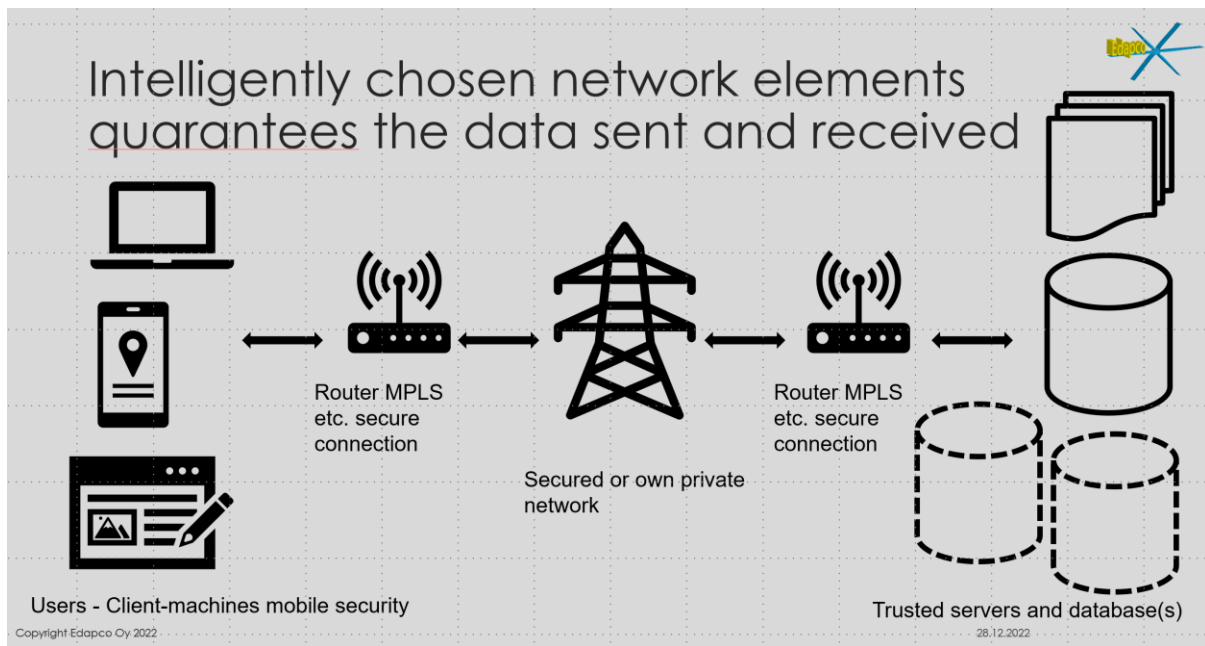 Edapco
Intelligently chosen network elements
quarantees the data sent and received
Router MPLS
etc. secure
connection
Secured or own private
network
Router MPLS
etc. secure
connection
Users - Client-machines mobile security
Trusted servers and database(s)
Copyright Edapco Oy 2022
28.12.2022